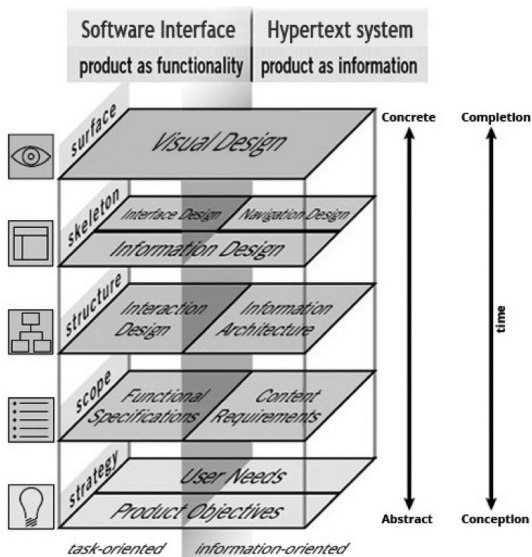 Software Interface
Hypertext system
product as functionality
product as information
Concrete
Completion
surface
Visual Design
skeleton
Interface Design
Navigation Design
Information Design
structure
Interaction
Design
Information
Architecture
time
scope
Functional
Specifications
Content
Requirements
strategy
User Needs
Product Objectives
Abstract
Conception
task-oriented
information-oriented